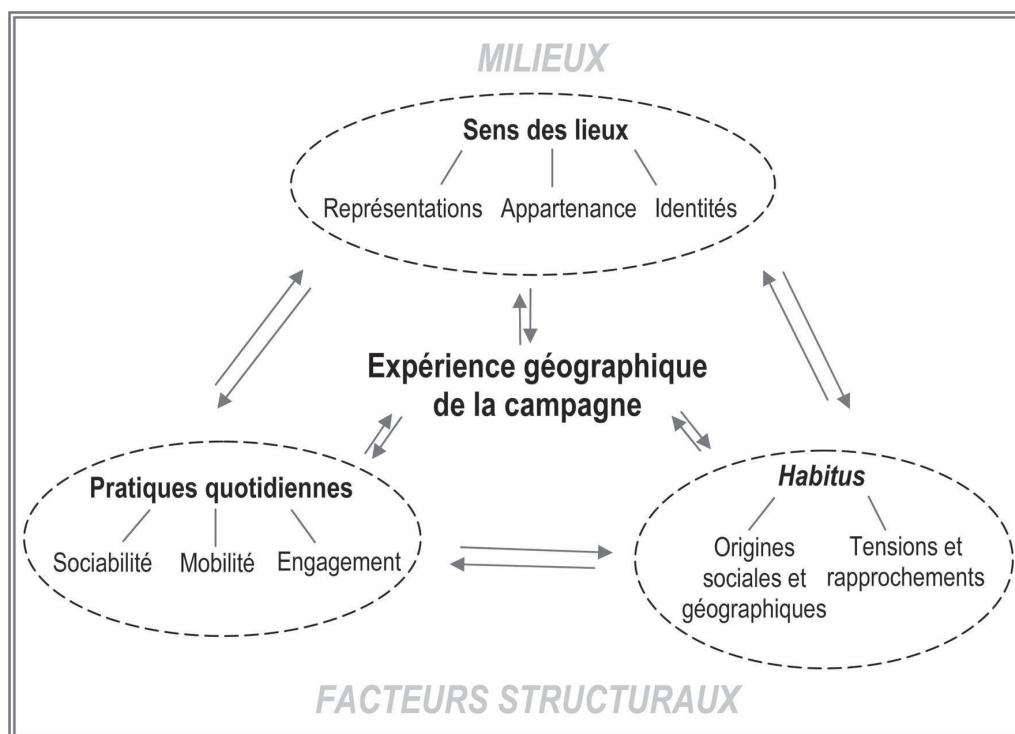 MILIEUX
Sens des lieux
Représentations Appartenance Identités
Expérience géographique
de la campagne
Pratiques quotidiennes
Sociabilité Mobilité Engagement
Habitus
Origines
sociales et
géographiques
Tensions et
rapprochements
FACTEURS STRUCTURAUX